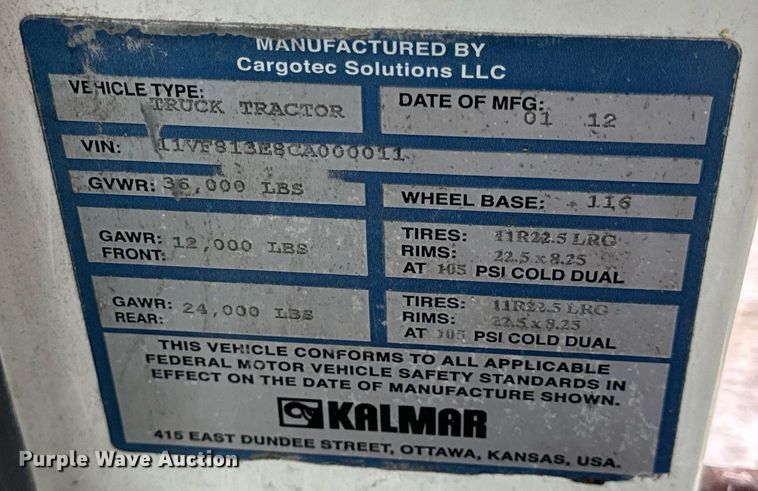 MANUFACTURED BY
Cargotec Solutions LLC
VEHICLE TYPE:
TRUCK TRACTOR
DATE OF MFG:
01 12
VIN: 11VF813E8CA000011
GVWR: 36,000 LBS
WHEEL BASE: 116
GAWR: 12,000 LBS
FRONT:
TIRES: 11R22.5 LRG
RIMS: 22.5 x 8.25
AT 105 PSI COLD DUAL
GAWR: 24,000 LBS
REAR:
TIRES: 11R22.5 LRG
RIMS: 22.5 x 8.25
AT 105 PSI COLD DUAL
THIS VEHICLE CONFORMS TO ALL APPLICABLE
FEDERAL MOTOR VEHICLE SAFETY STANDARDS IN
EFFECT ON THE DATE OF MANUFACTURE SHOWN.
KALMAR
415 EAST DUNDEE STREET, OTTAWA, KANSAS, USA.
Purple Wave Auction